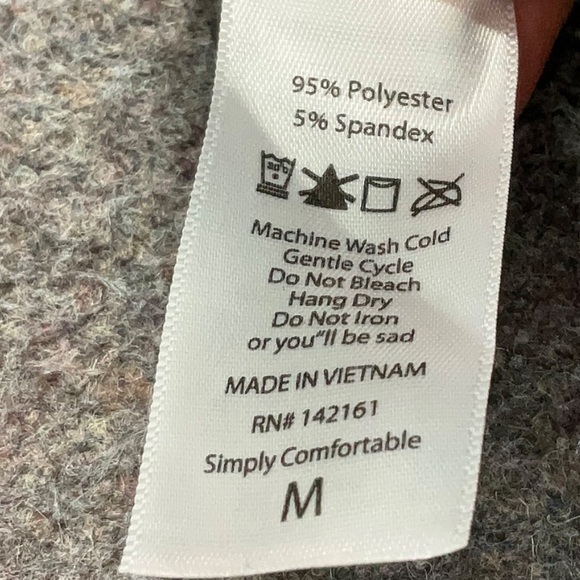 95% Polyester
5% Spandex
30°C
Machine Wash Cold
Gentle Cycle
Do Not Bleach
Hang Dry
Do Not Iron
or you"ll be sad
MADE IN VIETNAM
RN# 142161
Simply Comfortable
M